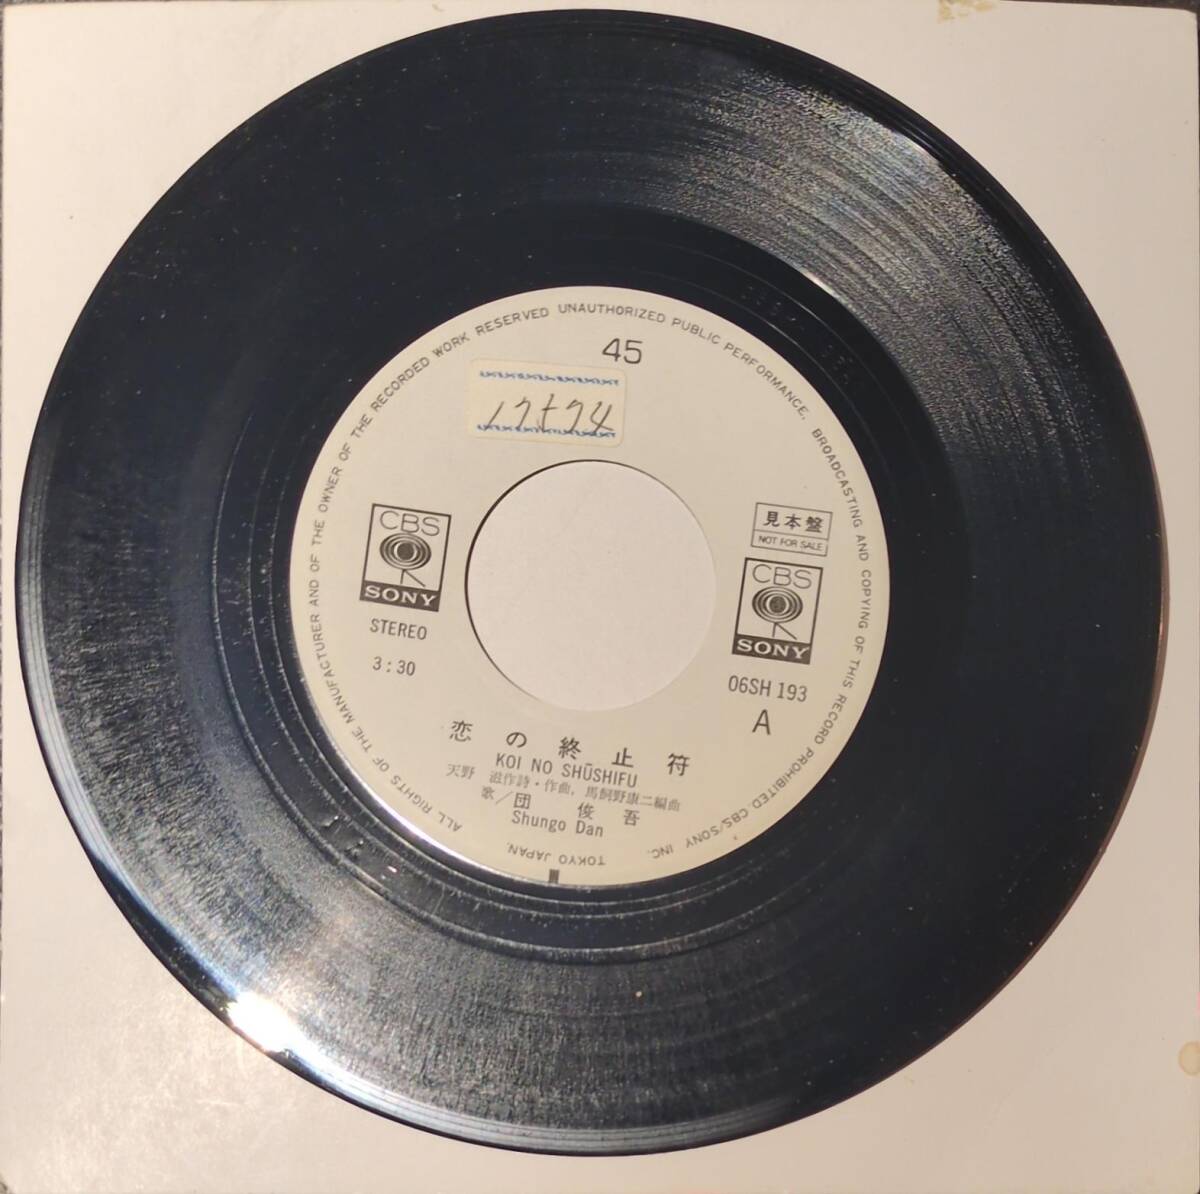 ALL RIGHTS OF THE MANUFACTURER AND OF THE OWNER OF THE RECORDED WORK RESERVED UNAUTHORIZED PUBLIC PERFORMANCE, BROADCASTING AND COPYING OF THIS RECORD PROHIBITED. CBS/SONY INC. TOKYO JAPAN.
45
CBS
SONY
STEREO
3:30
見本盤
NOT FOR SALE
CBS
SONY
06SH 193
A
恋の終止符
KOI NO SHŪSHIFU
天野 滋作詩・作曲, 馬飼野康二編曲
歌/団 俊吾
Shungo Dan